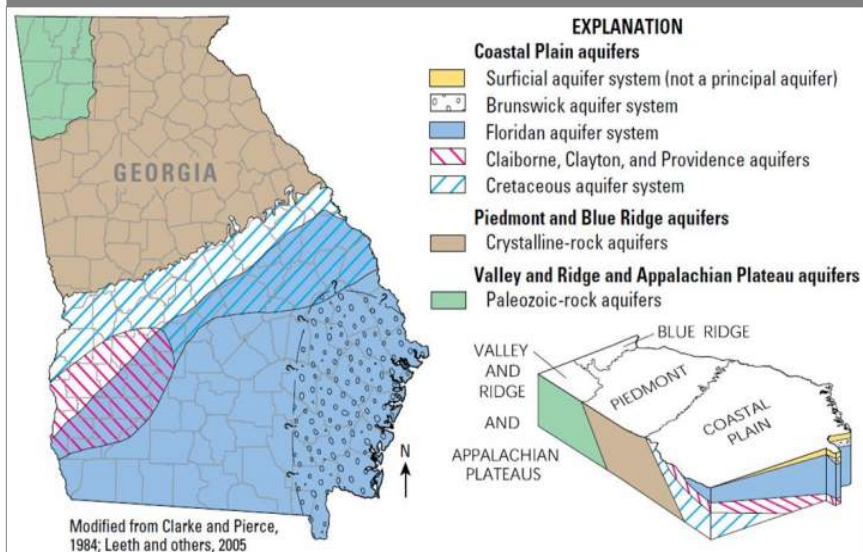 GEORGIA
?
?
?
?
?
?
N
Modified from Clarke and Pierce,
1984; Leeth and others, 2005
EXPLANATION
Coastal Plain aquifers
Surficial aquifer system (not a principal aquifer)
Brunswick aquifer system
Floridan aquifer system
Claiborne, Clayton, and Providence aquifers
Cretaceous aquifer system
Piedmont and Blue Ridge aquifers
Crystalline-rock aquifers
Valley and Ridge and Appalachian Plateau aquifers
Paleozoic-rock aquifers
BLUE RIDGE
VALLEY
AND
RIDGE
AND
APPALACHIAN
PLATEAUS
PIEDMONT
COASTAL
PLAIN